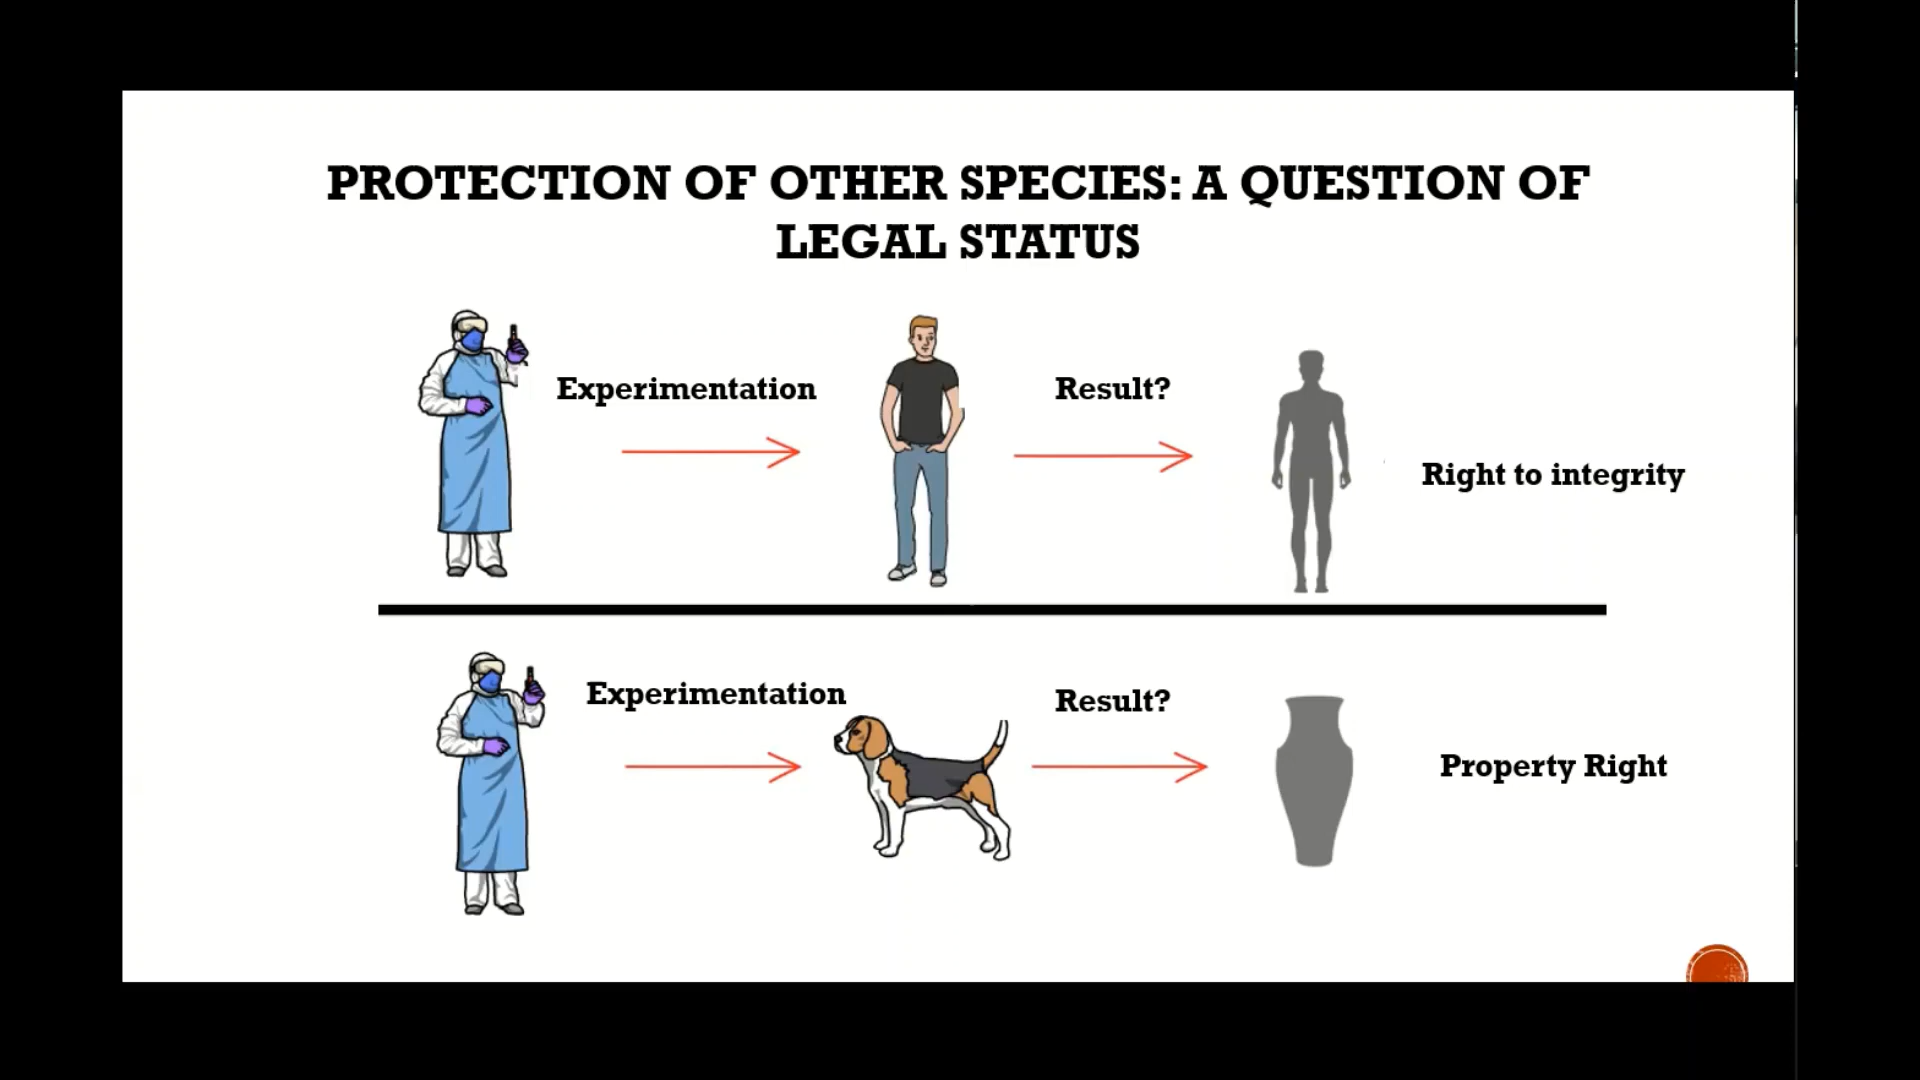 PROTECTION OF OTHER SPECIES: A QUESTION OF
LEGAL STATUS
Experimentation
Result?
Right to integrity
Experimentation
Result?
Property Right